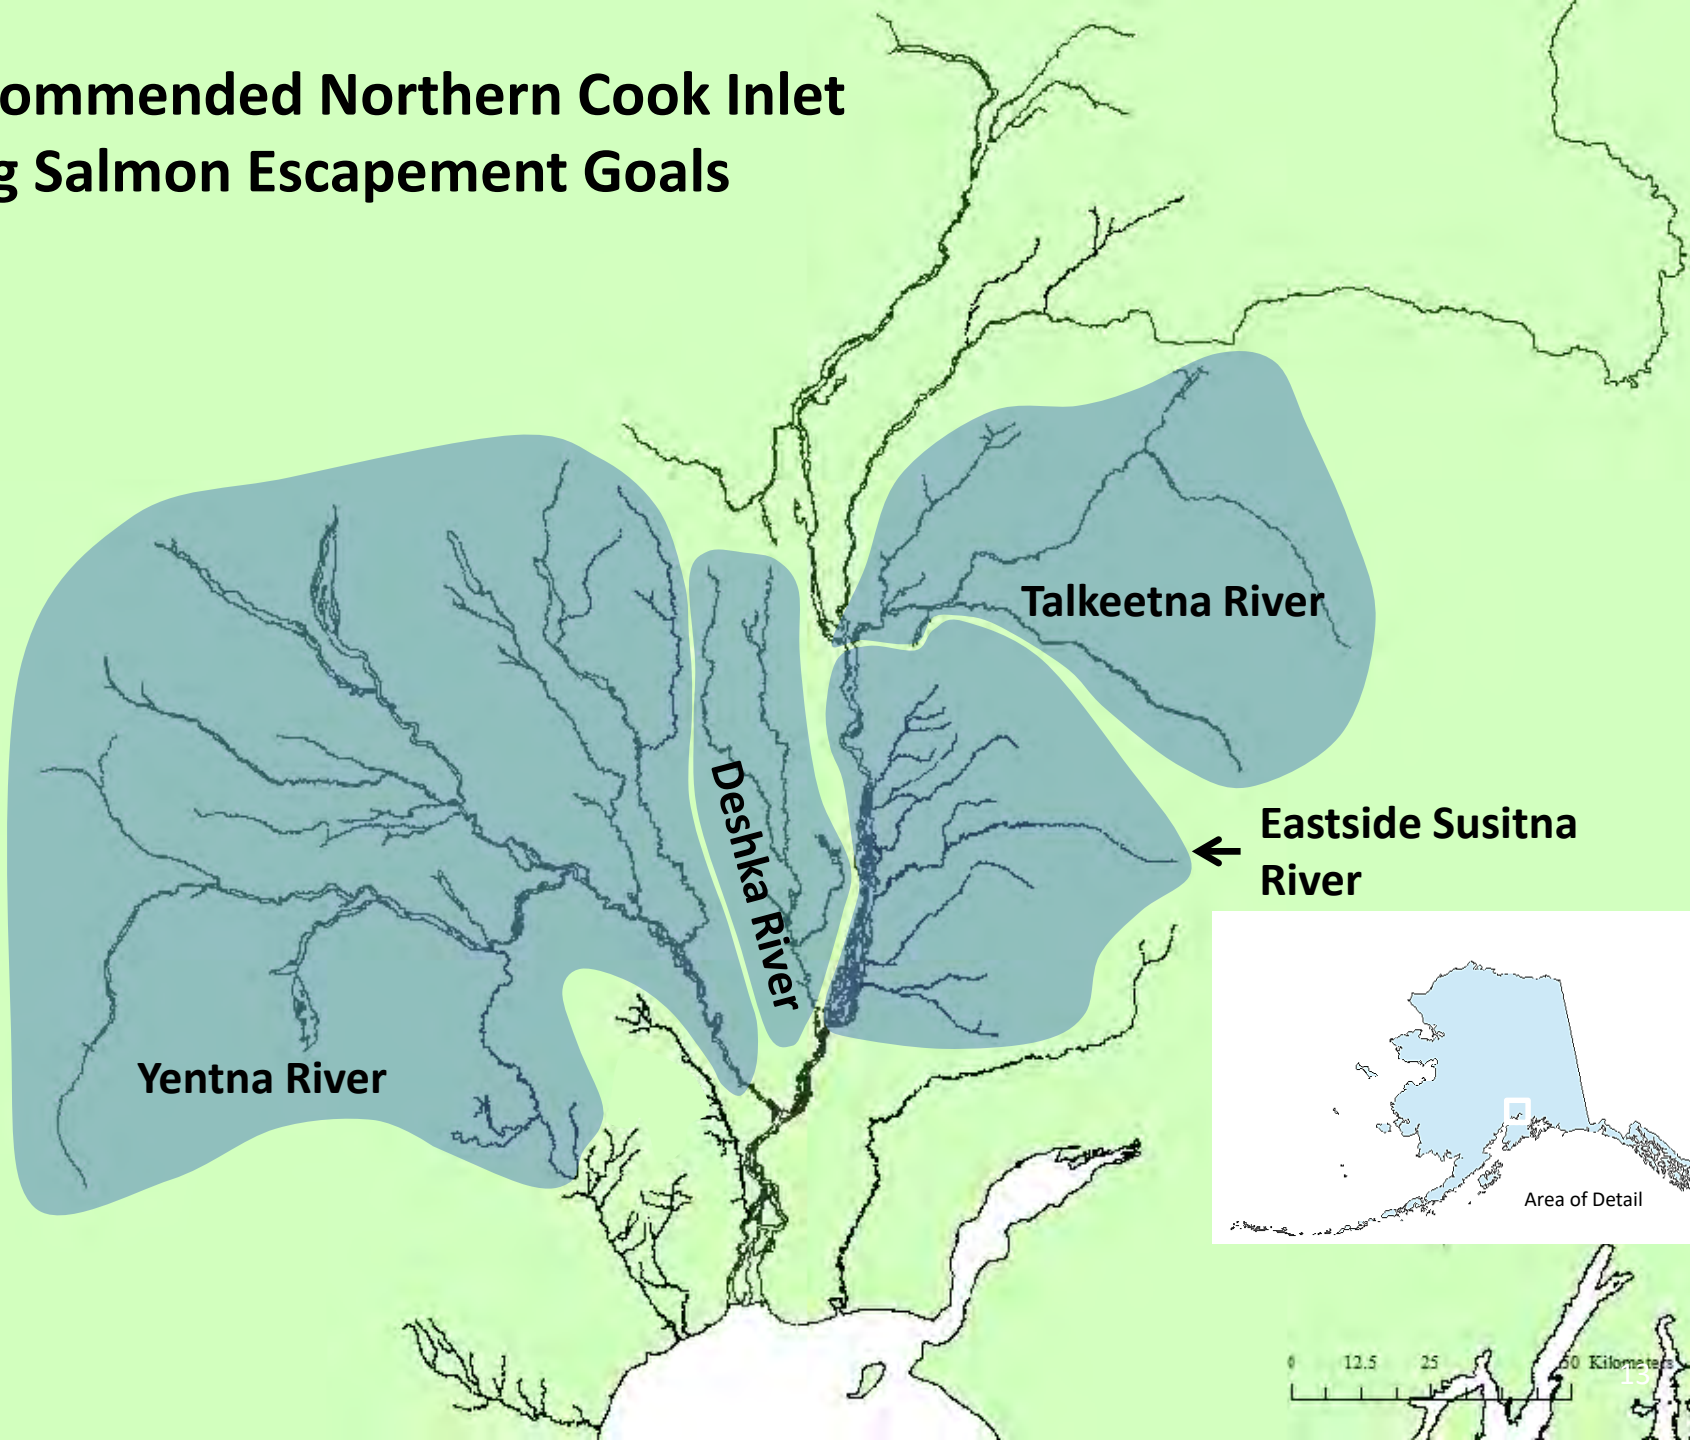 ommended Northern Cook Inlet
g Salmon Escapement Goals
Talkeetna River
Deshka River
Eastside Susitna
River
Yentna River
Area of Detail
0 12.5 25 50 Kilometers
13